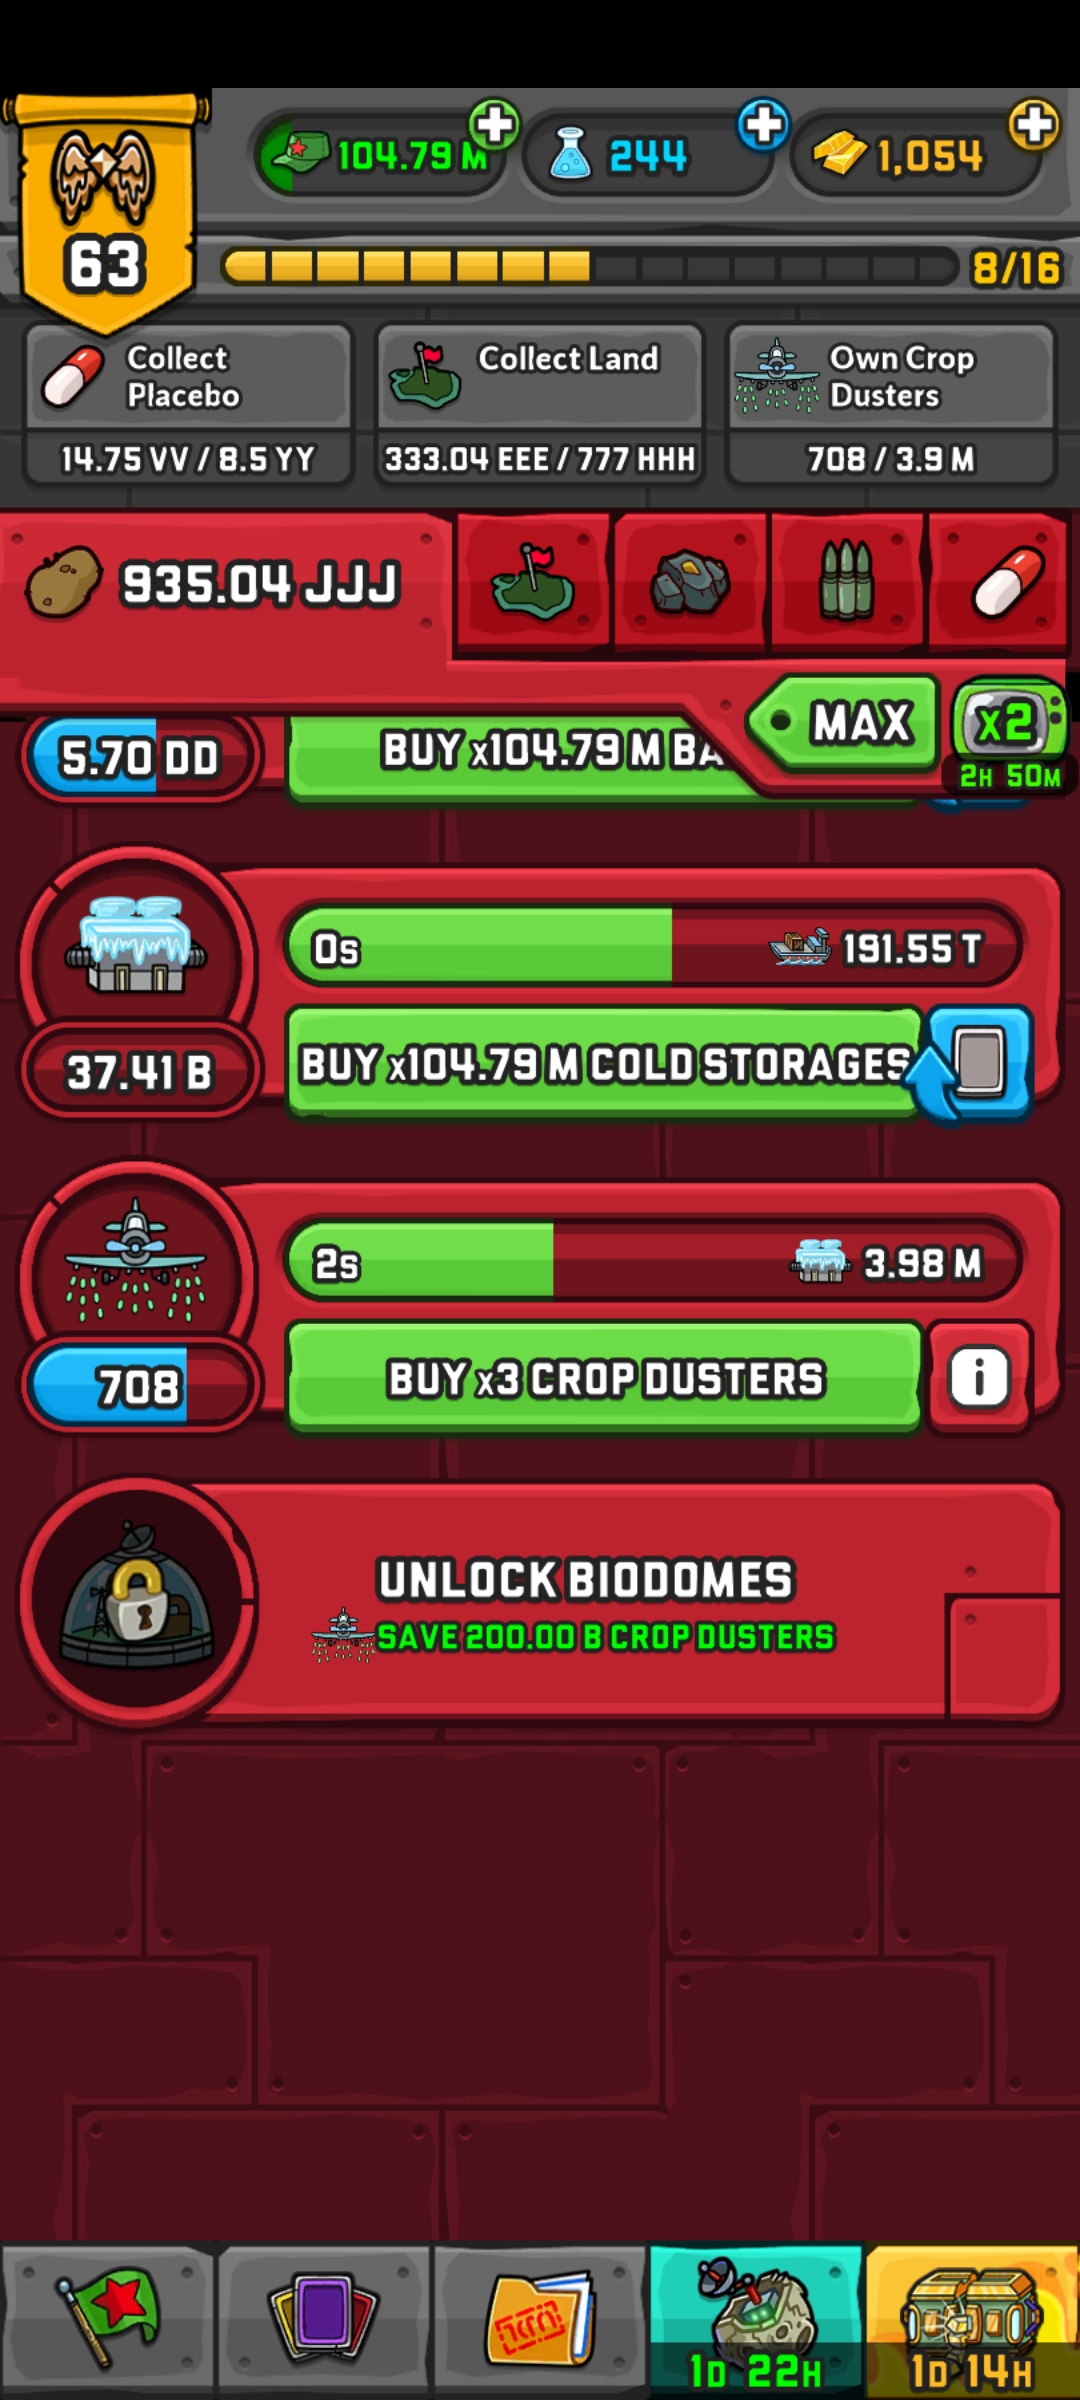 104.79 M
244
1,054
63
8/16
Collect
Placebo
14.75 VV / 8.5 YY
Collect Land
333.04 EEE / 777 HHH
Own Crop
Dusters
708 / 3.9 M
935.04 JJJ
MAX
x2
2H 50M
5.70 DD
BUY x104.79 M BA
0s
191.55 T
37.41 B
BUY x104.79 M COLD STORAGES
2s
3.98 M
708
BUY x3 CROP DUSTERS
i
UNLOCK BIODOMES
SAVE 200.00 B CROP DUSTERS
1D 22H
1D 14H